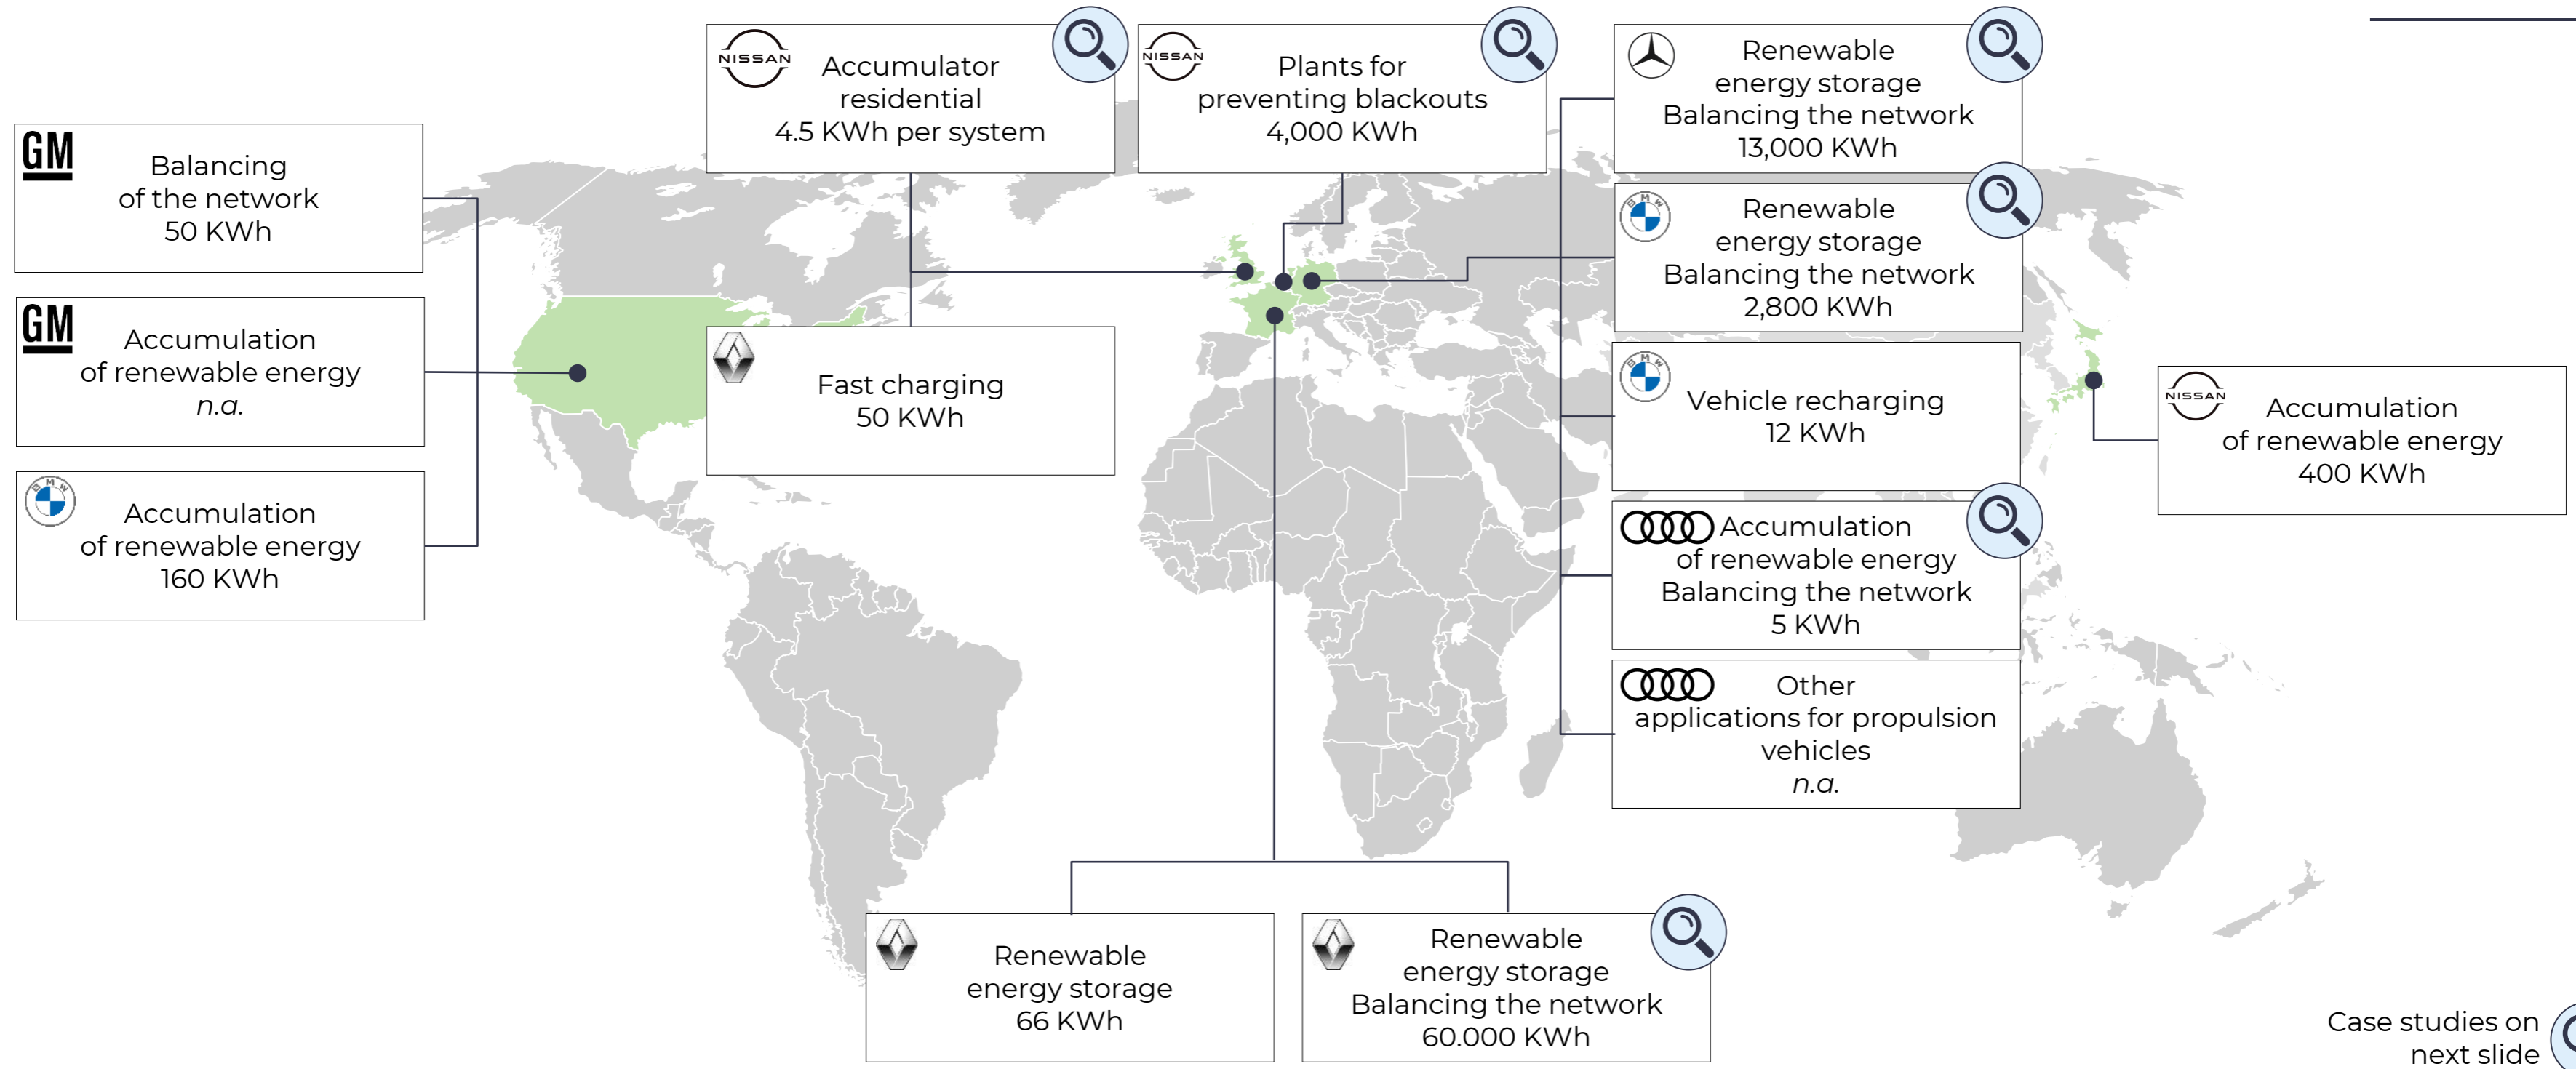 GM
Balancing
of the network
50 KWh
GM
Accumulation
of renewable energy
n.a.
BMW
Accumulation
of renewable energy
160 KWh
NISSAN
Accumulator
residential
4.5 KWh per system
Fast charging
50 KWh
NISSAN
Plants for
preventing blackouts
4,000 KWh
Renewable
energy storage
Balancing the network
13,000 KWh
BMW
Renewable
energy storage
Balancing the network
2,800 KWh
BMW
Vehicle recharging
12 KWh
Accumulation
of renewable energy
Balancing the network
5 KWh
Other
applications for propulsion
vehicles
n.a.
NISSAN
Accumulation
of renewable energy
400 KWh
Renewable
energy storage
66 KWh
Renewable
energy storage
Balancing the network
60.000 KWh
Case studies on
next slide